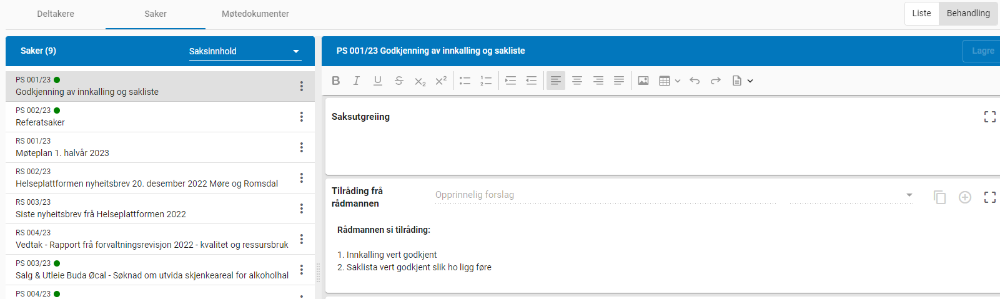 Deltakere Saker Møtedokumenter Liste Behandling
Saker (9) Saksinnhold
PS 001/23
Godkjenning av innkalling og sakliste
PS 002/23
Referatsaker
RS 001/23
Møteplan 1. halvår 2023
RS 002/23
Helseplattformen nyheitsbrev 20. desember 2022 Møre og Romsdal
RS 003/23
Siste nyheitsbrev frå Helseplattformen 2022
RS 004/23
Vedtak - Rapport frå forvaltningsrevisjon 2022 - kvalitet og ressursbruk
PS 003/23
Salg & Utleie Buda Øcal - Søknad om utvida skjenkeareal for alkoholhal
PS 004/23
PS 001/23 Godkjenning av innkalling og sakliste Lagre
Saksutgreiing
Tilråding frå
rådmannen
Opprinnelig forslag
Rådmannen si tilråding:
1. Innkalling vert godkjent
2. Saklista vert godkjent slik ho ligg føre